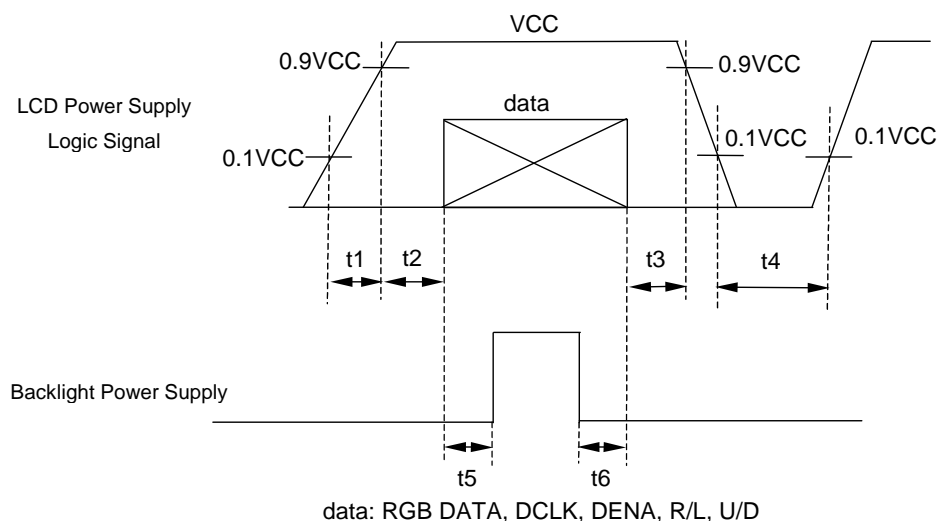 VCC
0.9VCC
0.9VCC
LCD Power Supply
Logic Signal
data
0.1VCC
0.1VCC
0.1VCC
t1
t2
t3
t4
Backlight Power Supply
t5
t6
data: RGB DATA, DCLK, DENA, R/L, U/D